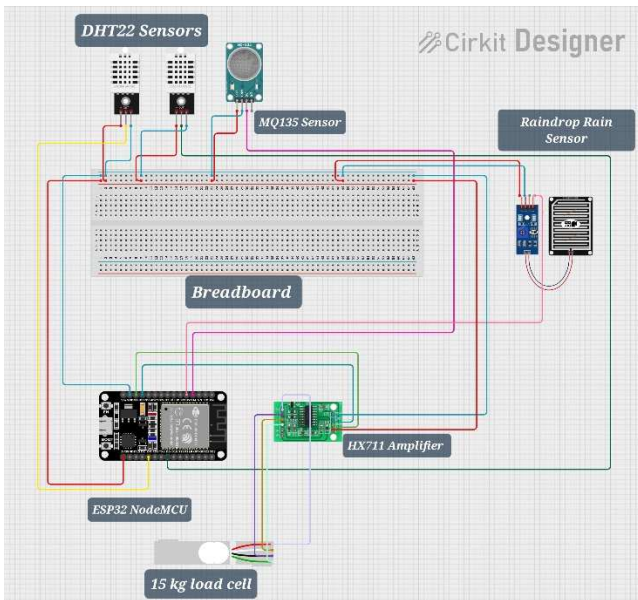 DHT22 Sensors
Cirkit Designer
MQ135 Sensor
Raindrop Rain
Sensor
Breadboard
HX711 Amplifier
ESP32 NodeMCU
15 kg load cell